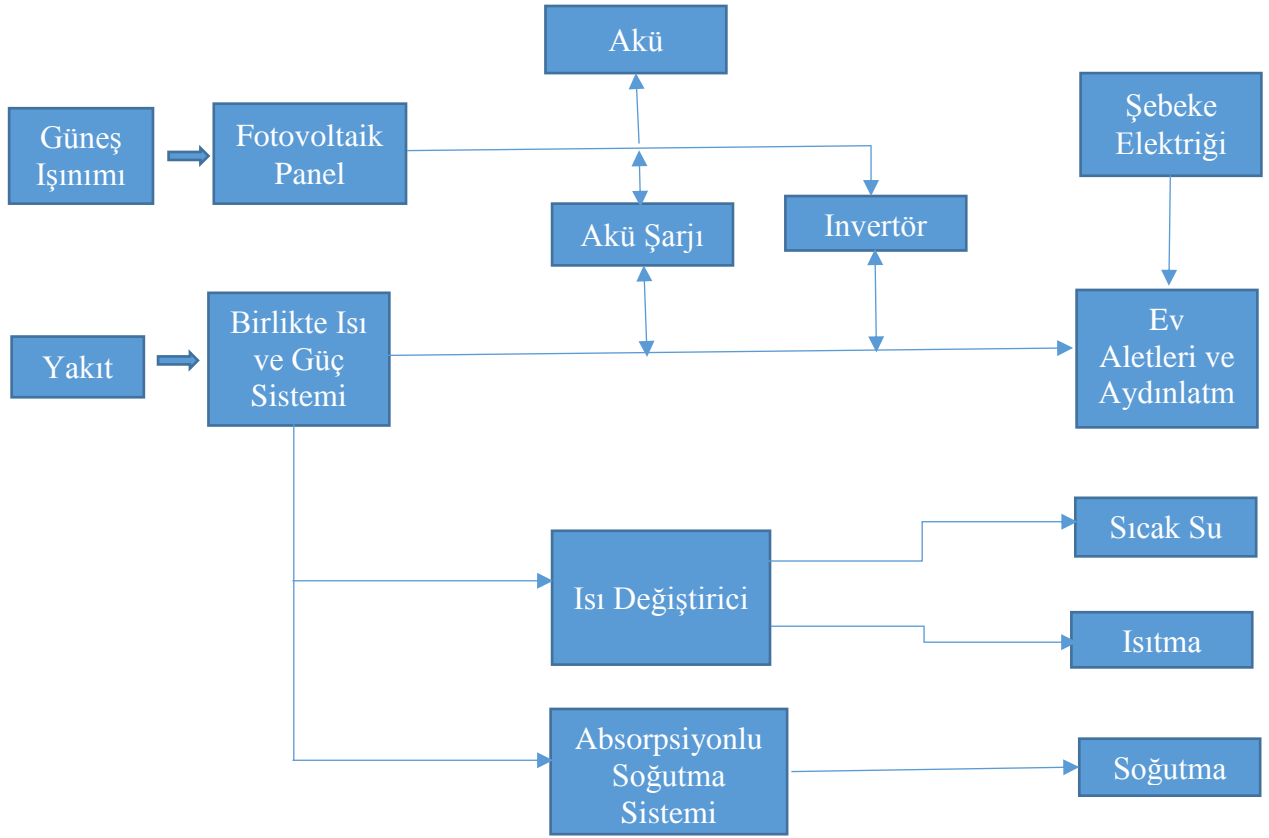 Akü
Şebeke
Elektriği
Güneş
Işınımı
Fotovoltaik
Panel
Akü Şarjı
Invertör
Yakıt
Birlikte Isı
ve Güç
Sistemi
Ev
Aletleri ve
Aydınlatm
Isı Değiştirici
Sıcak Su
Isıtma
Absorpsiyonlu
Soğutma
Sistemi
Soğutma